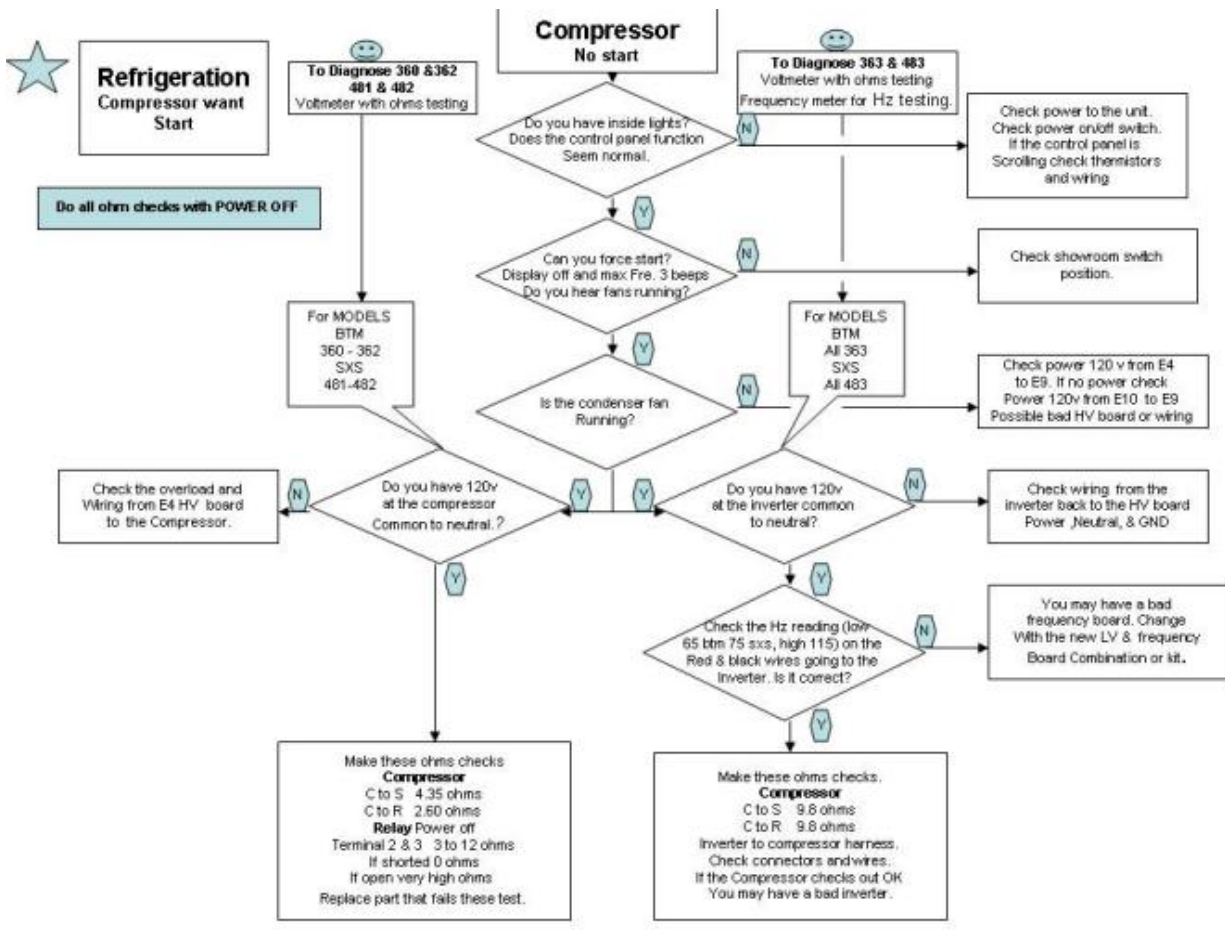 Compressor
No start
Refrigeration
Compressor want
Start
To Diagnose 360 &362
481 & 482
Voltmeter with ohms testing
To Diagnose 363 & 483
Voltmeter with ohms testing
Frequency meter for Hz testing.
Do all ohm checks with POWER OFF
Do you have inside lights?
Does the control panel function
Seem normal.
N
Check power to the unit.
Check power on/off switch.
If the control panel is
Scrolling check thermistors
and wiring
Y
Can you force start?
Display off and max Fre. 3 beeps
Do you hear fans running?
N
Check showroom switch
position.
Y
For MODELS
BTM
360 - 362
SXS
481-482
For MODELS
BTM
All 363
SXS
All 483
Is the condenser fan
Running?
N
Check power 120 v from E4
to E9. If no power check
Power 120v from E10 to E9
Possible bad HV board or wiring
Check the overload and
Wiring from E4 HV board
to the Compressor.
N
Do you have 120v
at the compressor
Common to neutral.?
Y
Y
Do you have 120v
at the inverter common
to neutral?
N
Check wiring from the
inverter back to the HV board
Power ,Neutral, & GND
Y
Y
Check the Hz reading (low
65 btm 75 sxs, high 115) on the
Red & black wires going to the
Inverter. Is it correct?
N
You may have a bad
frequency board. Change
With the new LV & frequency
Board Combination or kit.
Y
Make these ohms checks
Compressor
C to S 4.35 ohms
C to R 2.60 ohms
Relay Power off
Terminal 2 & 3 3 to 12 ohms
If shorted 0 ohms
If open very high ohms
Replace part that fails these test.
Make these ohms checks.
Compressor
C to S 9.8 ohms
C to R 9.8 ohms
Inverter to compressor harness.
Check connectors and wires.
If the Compressor checks out OK
You may have a bad inverter.